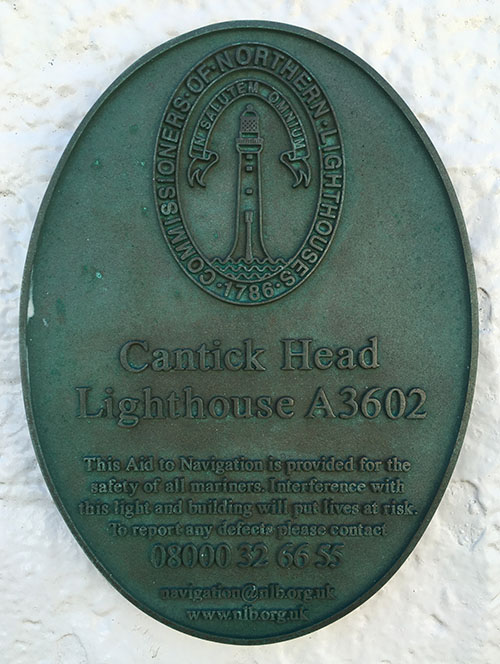 COMMISSIONERS·OF·NORTHERN·LIGHTHOUSES
IN SALUTEM OMNIUM
·1786·
Cantick Head
Lighthouse A3602
This Aid to Navigation is provided for the
safety of all mariners. Interference with
this light and building will put lives at risk.
To report any defects please contact
08000 32 66 55
navigation@nlb.org.uk
www.nlb.org.uk